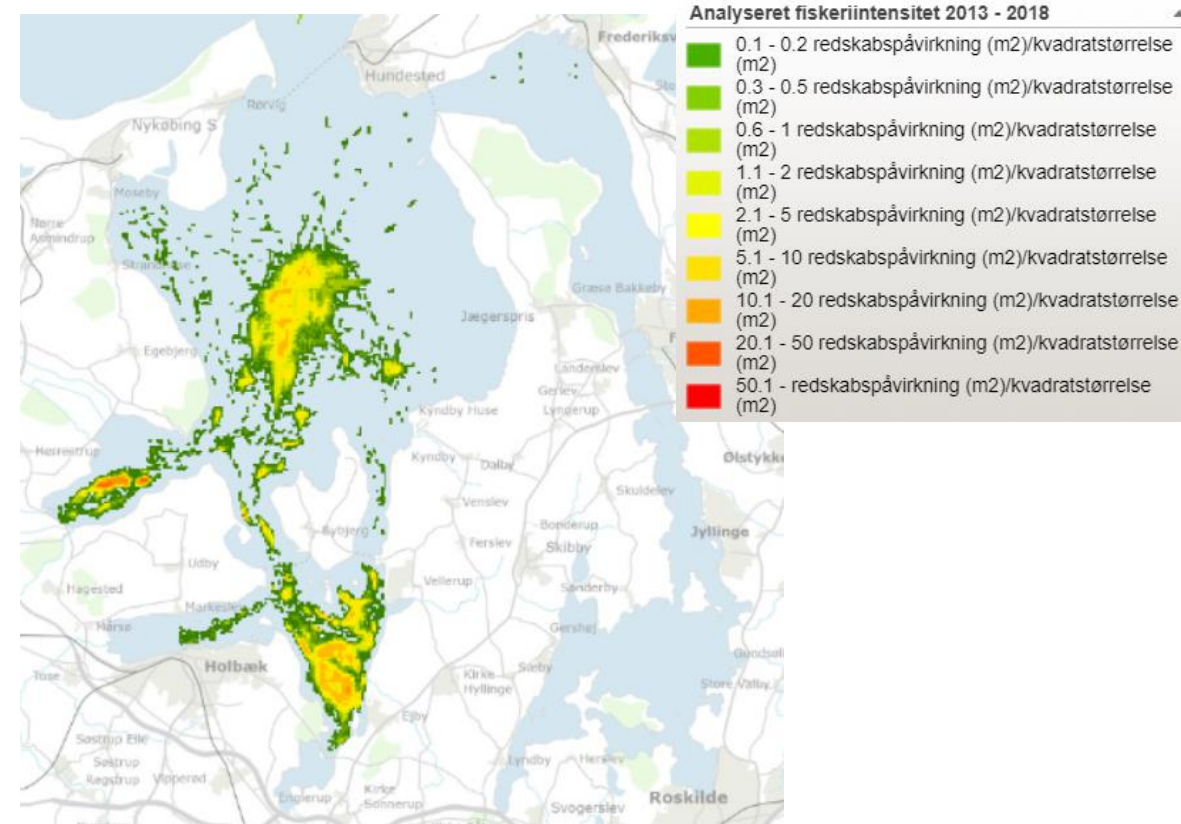 Analyseret fiskeriintensitet 2013 - 2018
0.1 - 0.2 redskabspåvirkning (m2)/kvadratstørrelse
(m2)
0.3 - 0.5 redskabspåvirkning (m2)/kvadratstørrelse
(m2)
0.6 - 1 redskabspåvirkning (m2)/kvadratstørrelse
(m2)
1.1 - 2 redskabspåvirkning (m2)/kvadratstørrelse
(m2)
2.1 - 5 redskabspåvirkning (m2)/kvadratstørrelse
(m2)
5.1 - 10 redskabspåvirkning (m2)/kvadratstørrelse
(m2)
10.1 - 20 redskabspåvirkning (m2)/kvadratstørrelse
(m2)
20.1 - 50 redskabspåvirkning (m2)/kvadratstørrelse
(m2)
50.1 - redskabspåvirkning (m2)/kvadratstørrelse
(m2)
Frederiksv
Hundested
Rørvig
Nykøbing S
Moseby
Nørre
Asmindrup
Græse Bakkeby
Jægerspris
Egebjerg
Landerslev
Gerlev
Kyndby Huse
Lyngerup
Herrestrup
Kyndby
Dalby
Ølstykke
Skuldelev
Venslev
Bybjerg
Bonderup
Jyllinge
Ferslev
Skibby
Udby
Vellerup
Hagested
Sønderby
Markeslev
Mårsø
Gershøj
Holbæk
Sæby
Gundsøl
Tose
Kirke
Hyllinge
Store Valby
Ejby
Søstrup Elle
Søstrup
Regstrup
Vipperød
Lyndby
Herslev
Englerup
Kirke
Sonnerup
Svogerslev
Roskilde